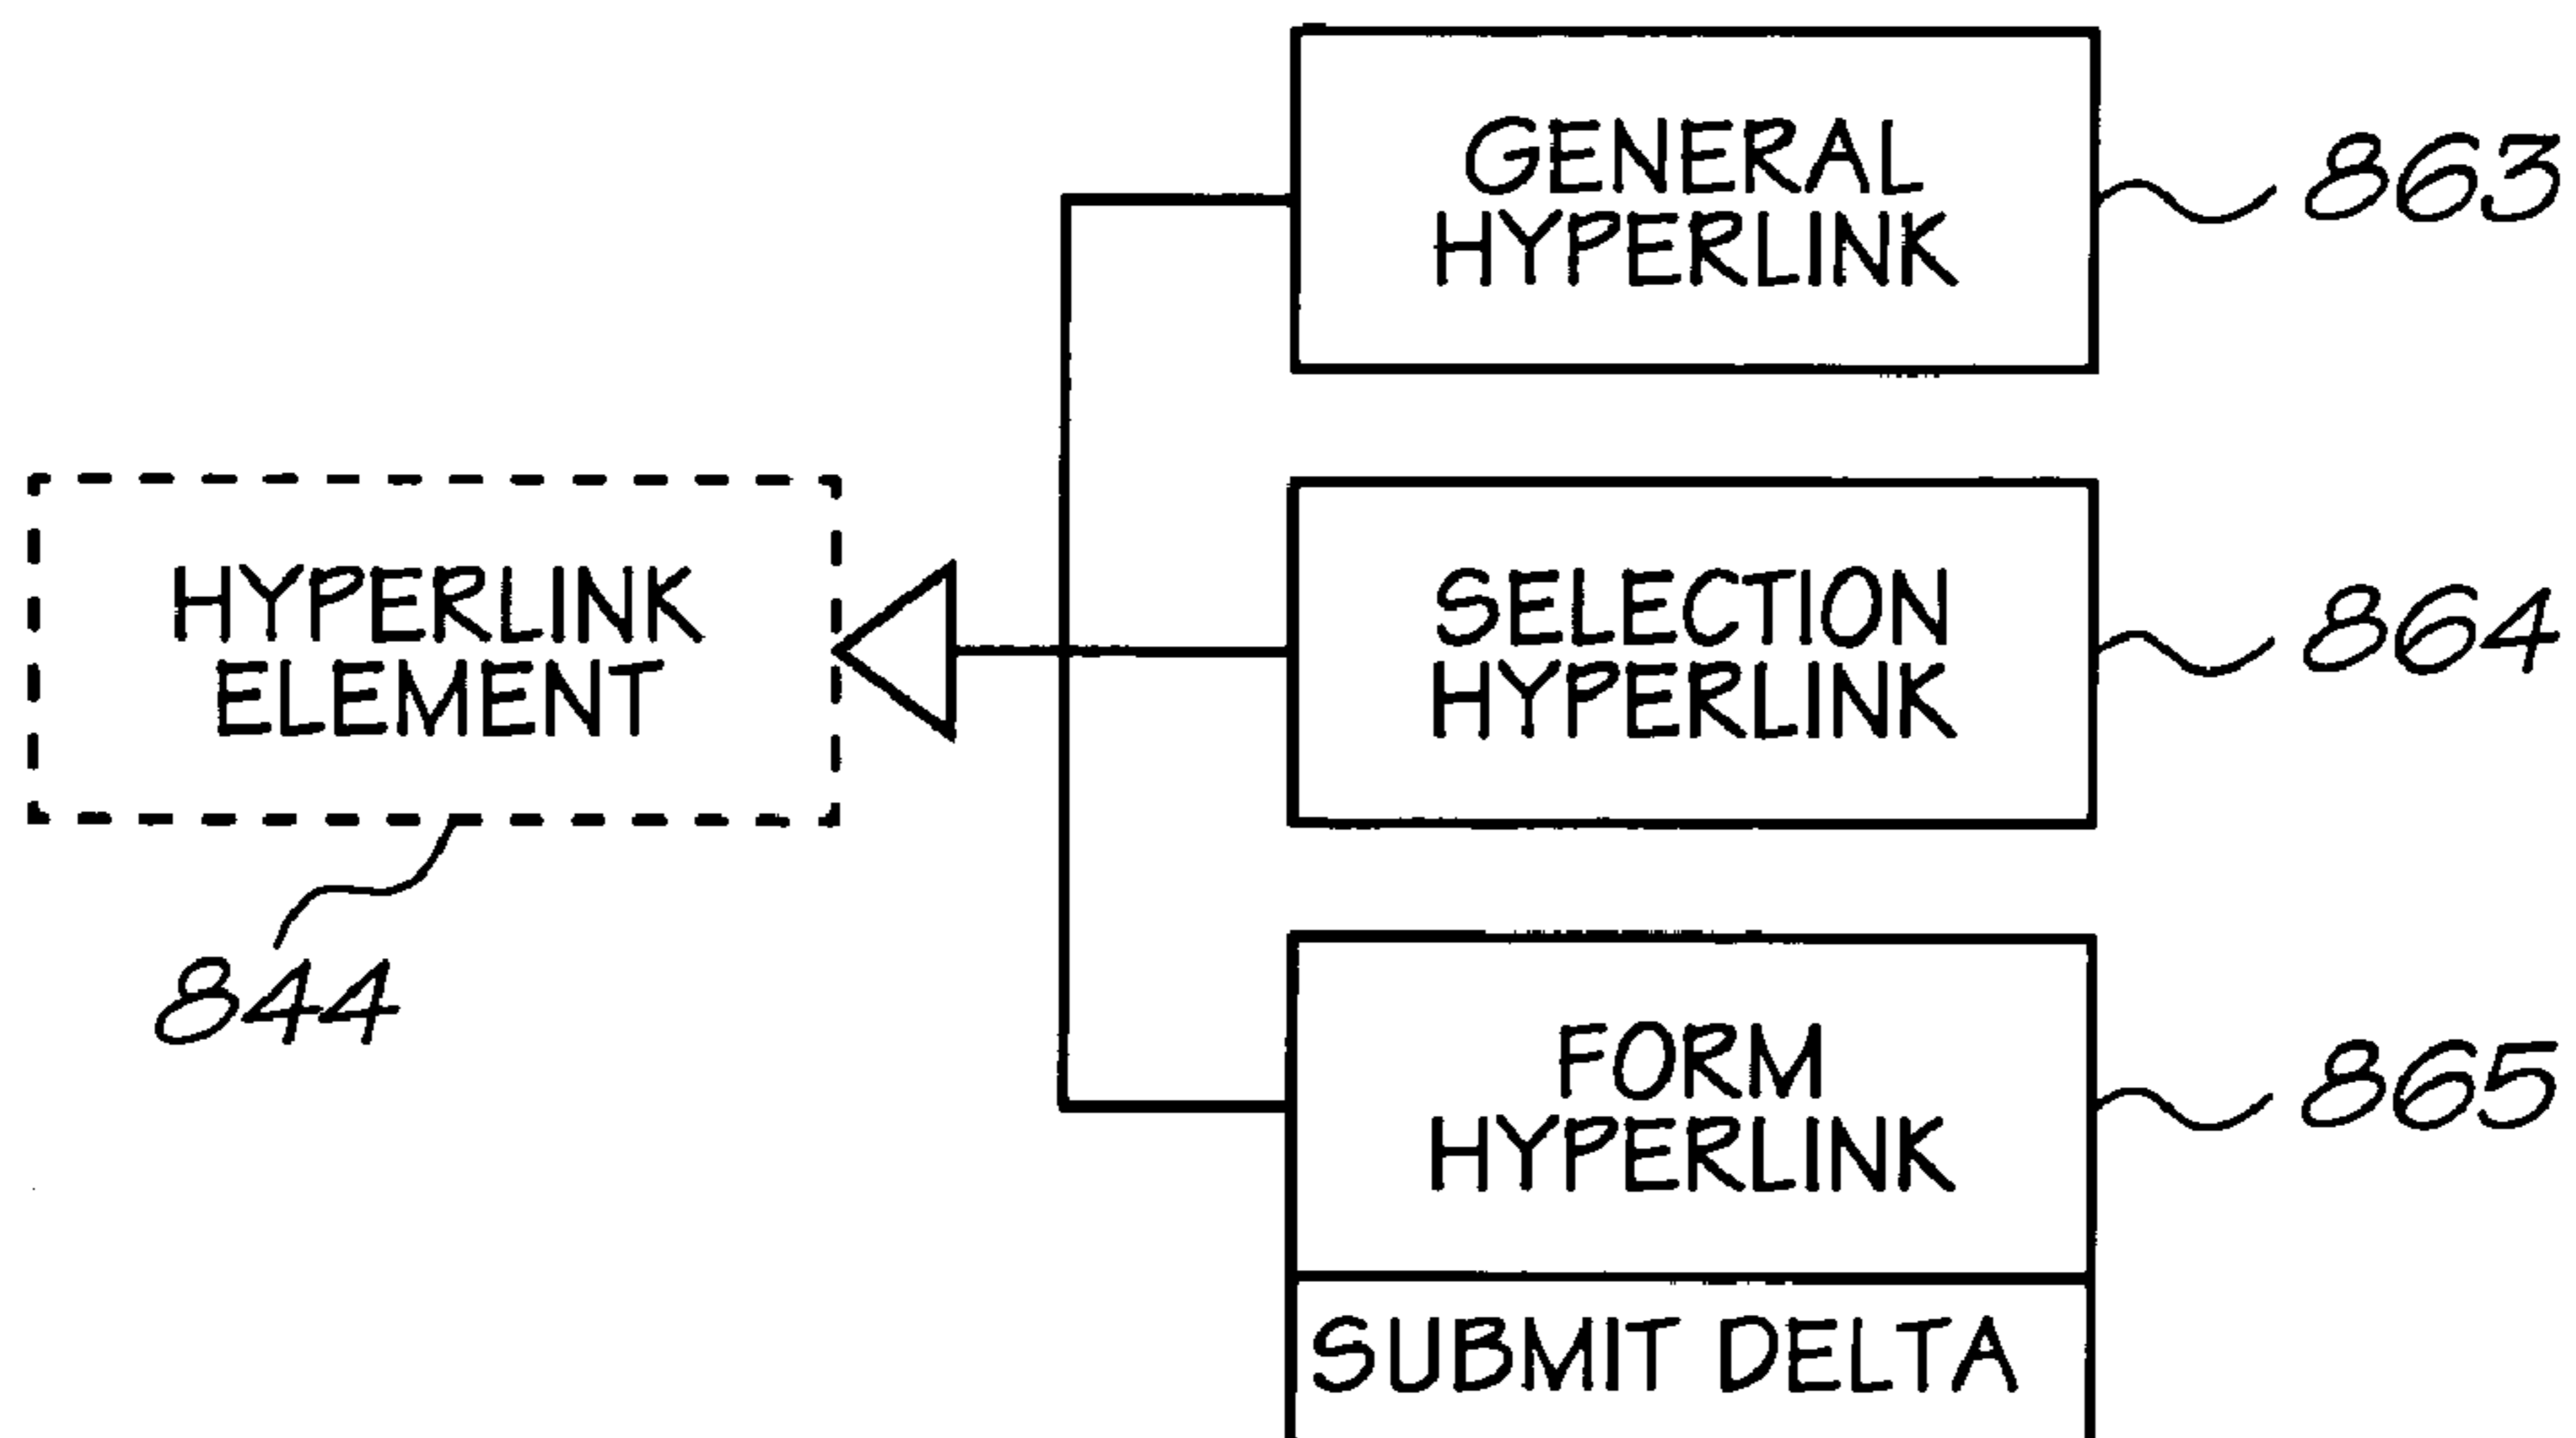 GENERAL
HYPERLINK
863
HYPERLINK
ELEMENT
844
SELECTION
HYPERLINK
864
FORM
HYPERLINK
865
SUBMIT DELTA